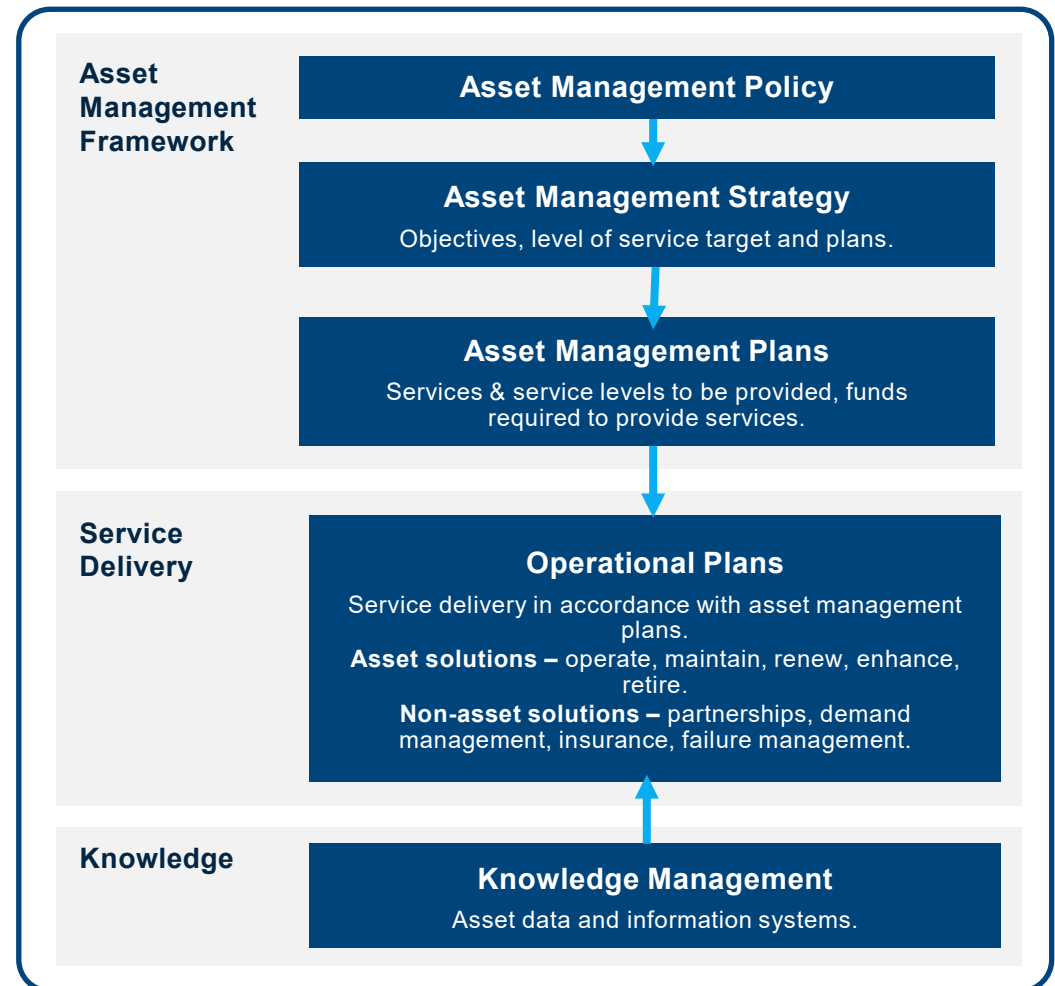 Asset
Management
Framework
Asset Management Policy
Asset Management Strategy
Objectives, level of service target and plans.
Asset Management Plans
Services & service levels to be provided, funds
required to provide services.
Service
Delivery
Operational Plans
Service delivery in accordance with asset management
plans.
Asset solutions – operate, maintain, renew, enhance,
retire.
Non-asset solutions – partnerships, demand
management, insurance, failure management.
Knowledge
Knowledge Management
Asset data and information systems.